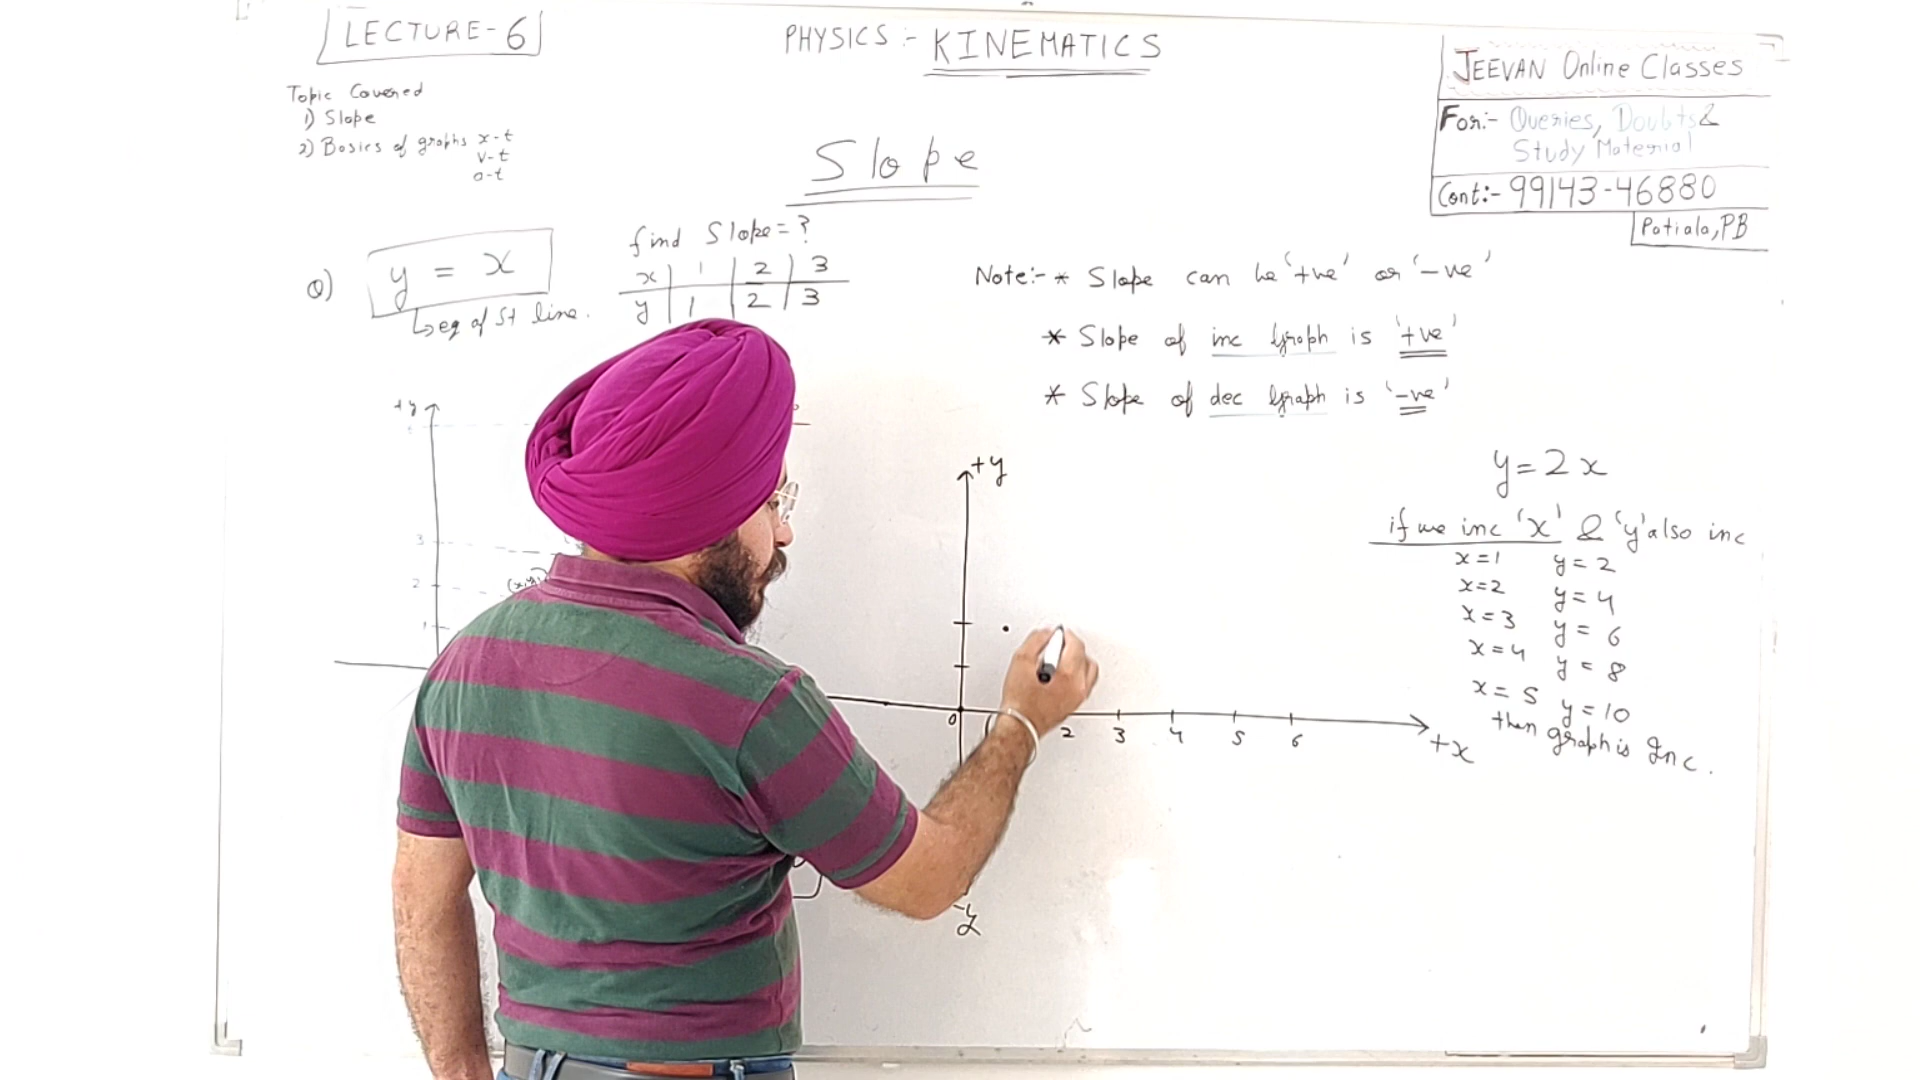 LECTURE-6
PHYSICS:- KINEMATICS
JEEVAN Online Classes
For:- Queries, Doubts &
Study Material
Cont:- 99143-46880
Patiala, PB
Topic Covered
1) Slope
2) Basics of graphs x-t
v-t
a-t
Slope
Q) y = x
↳ eq of st line.
find Slope = ?
x 1 2 3
y 1 2 3
Note:- * Slope can be '+ve' or '-ve'
* Slope of inc graph is '+ve'
* Slope of dec graph is '-ve'
+y
3
2
1
+y
0 2 3 4 5 6
+x
-y
y = 2x
if we inc 'x' & 'y' also inc
x=1 y = 2
x=2 y = 4
x = 3 y = 6
x = 4 y = 8
x = 5 y = 10
then graph is Inc.